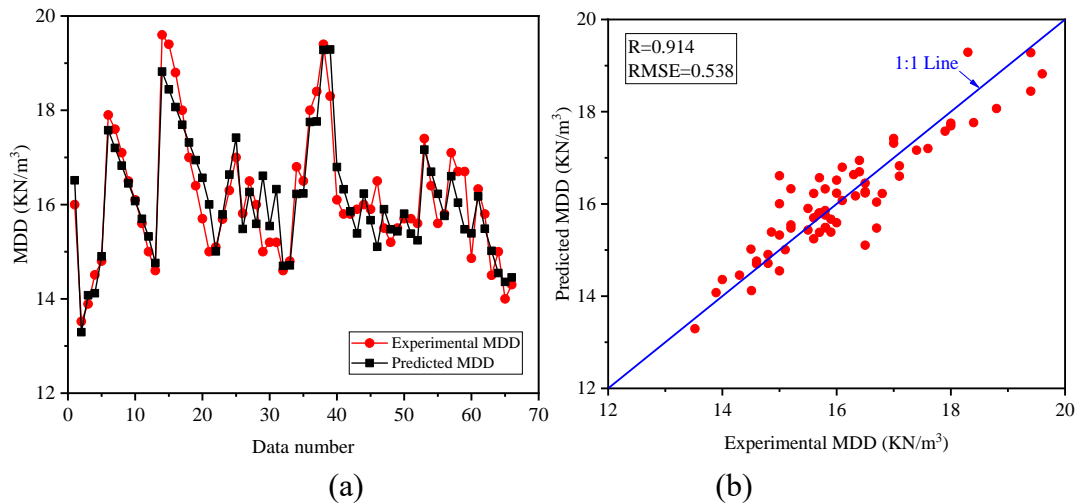 20
18
16
14
12
MDD (KN/m³)
0 10 20 30 40 50 60 70
Data number
Experimental MDD
Predicted MDD
(a)
R=0.914
RMSE=0.538
1:1 Line
20
18
16
14
12
Predicted MDD (KN/m³)
12 14 16 18 20
Experimental MDD (KN/m³)
(b)